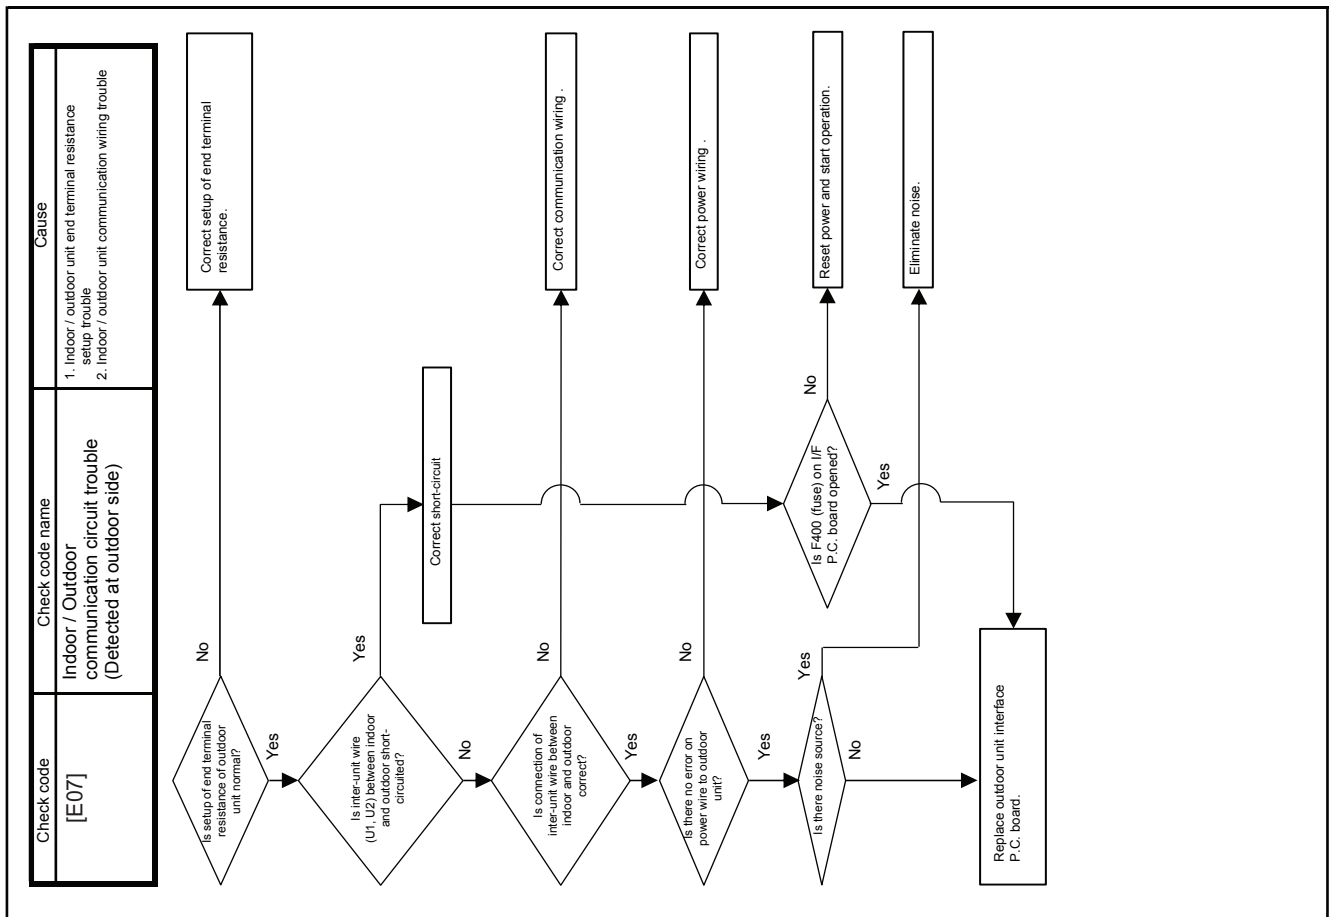 Check code
Check code name
Cause
[E07]
Indoor / Outdoor
communication circuit trouble
(Detected at outdoor side)
1. Indoor / outdoor unit end terminal resistance
setup trouble
2. Indoor / outdoor unit communication wiring trouble
Is setup of end terminal
resistance of outdoor
unit normal?
No
Correct setup of end terminal
resistance.
Yes
Is inter-unit wire
(U1, U2) between indoor
and outdoor short-
circuited?
Yes
Correct short-circuit
No
Is connection of
inter-unit wire between
indoor and outdoor
correct?
No
Correct communication wiring .
Yes
Is there no error on
power wire to outdoor
unit?
No
Correct power wiring .
Yes
Is F400 (fuse) on I/F
P.C. board opened?
No
Reset power and start operation.
Yes
Is there noise source?
Yes
Eliminate noise.
No
Replace outdoor unit interface
P.C. board.